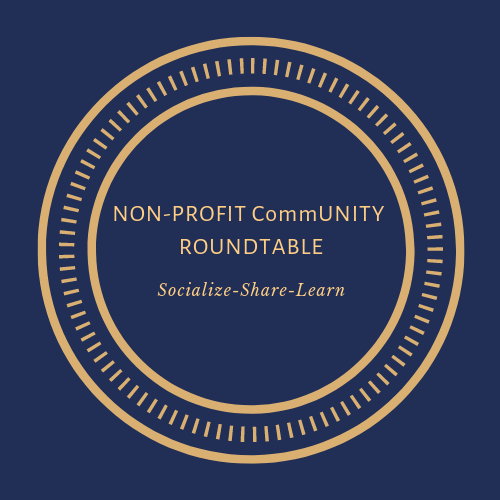 NON-PROFIT CommUNITY
ROUNDTABLE
Socialize-Share-Learn